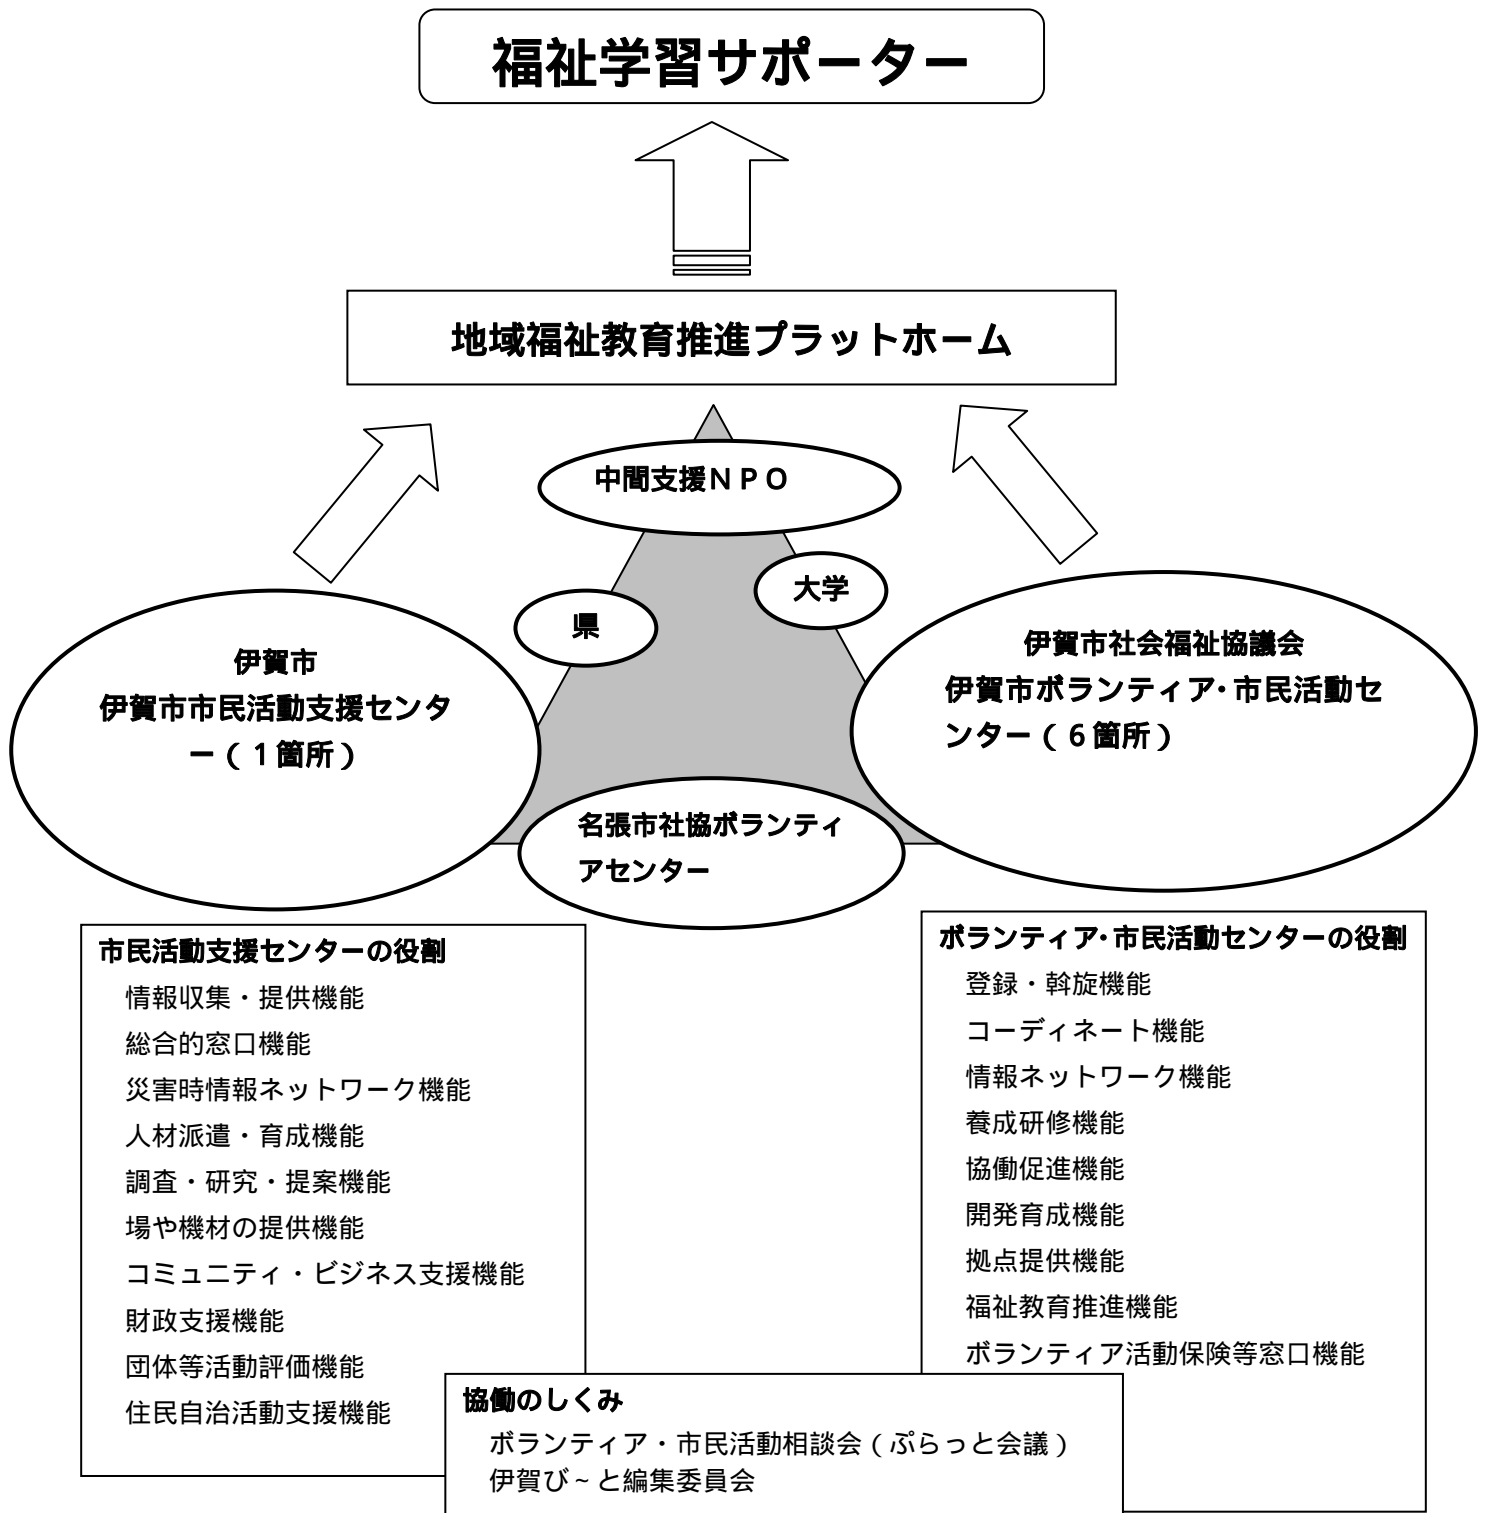 福祉学習サポーター
地域福祉教育推進プラットホーム
中間支援ＮＰＯ
大学
県
伊賀市
伊賀市市民活動支援センタ
ー（１箇所）
伊賀市社会福祉協議会
伊賀市ボランティア・市民活動セ
ンター（６箇所）
名張市社協ボランティ
アセンター
市民活動支援センターの役割
情報収集・提供機能
総合的窓口機能
災害時情報ネットワーク機能
人材派遣・育成機能
調査・研究・提案機能
場や機材の提供機能
コミュニティ・ビジネス支援機能
財政支援機能
団体等活動評価機能
住民自治活動支援機能
ボランティア・市民活動センターの役割
登録・斡旋機能
コーディネート機能
情報ネットワーク機能
養成研修機能
協働促進機能
開発育成機能
拠点提供機能
福祉教育推進機能
ボランティア活動保険等窓口機能
協働のしくみ
ボランティア・市民活動相談会（ぷらっと会議）
伊賀び～と編集委員会